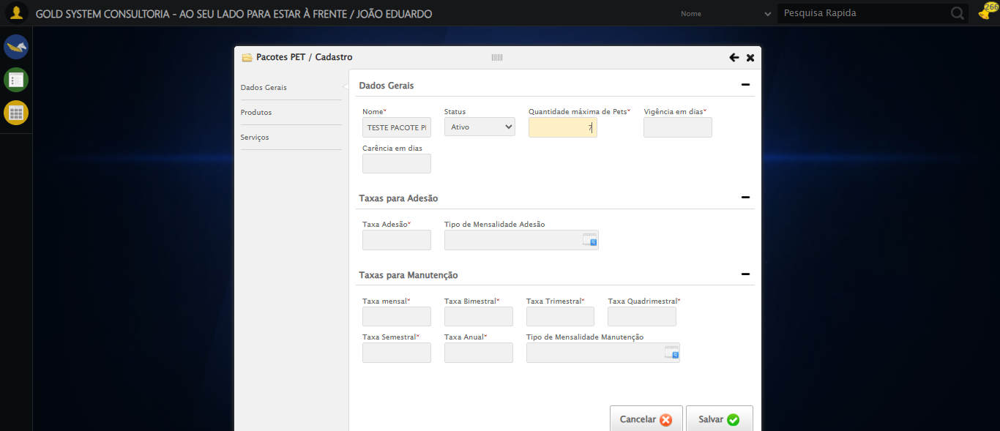 GOLD SYSTEM CONSULTORIA - AO SEU LADO PARA ESTAR À FRENTE / JOÃO EDUARDO
Nome
Pesquisa Rapida
266
Pacotes PET / Cadastro
Dados Gerais
Produtos
Serviços
Dados Gerais
Nome* Status Quantidade máxima de Pets* Vigência em dias*
TESTE PACOTE PI Ativo 7
Carência em dias
Taxas para Adesão
Taxa Adesão* Tipo de Mensalidade Adesão
Taxas para Manutenção
Taxa mensal* Taxa Bimestral* Taxa Trimestral* Taxa Quadrimestral*
Taxa Semestral* Taxa Anual* Tipo de Mensalidade Manutenção
Cancelar Salvar